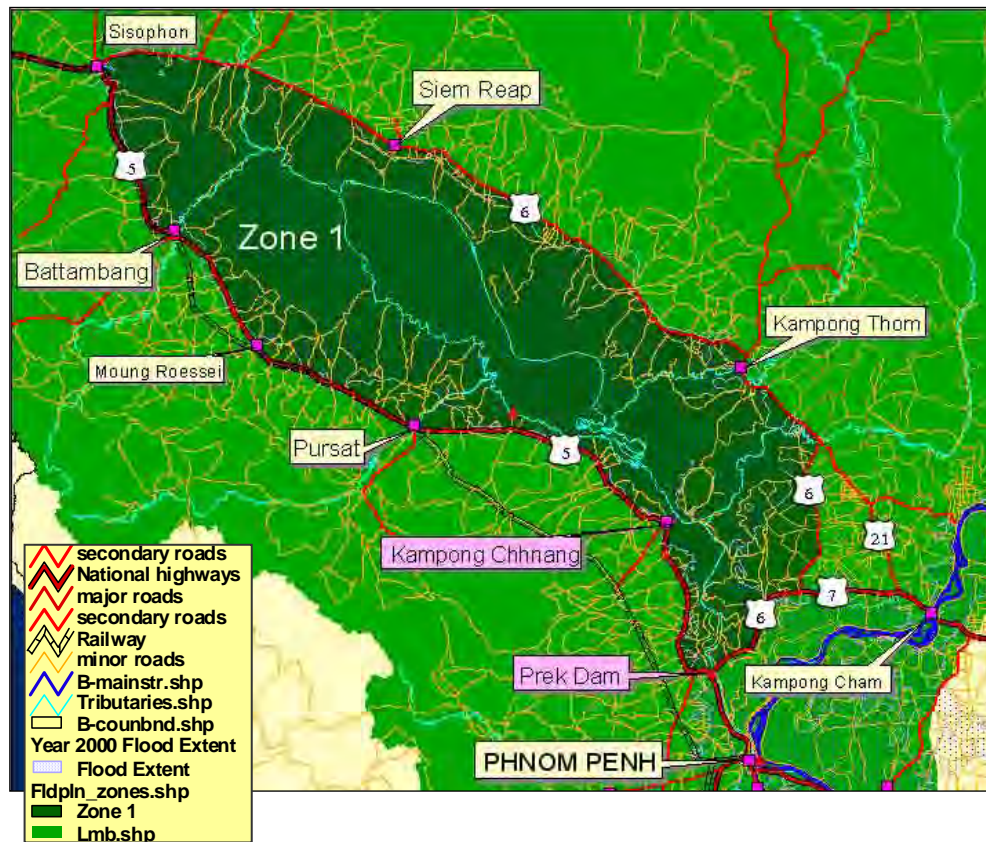 Sisophon
Siem Reap
5
6
Zone 1
Battambang
Kampong Thom
Moung Roessei
Pursat
5
6
21
Kampong Chhnang
7
6
Prek Dam
Kampong Cham
PHNOM PENH
secondary roads
National highways
major roads
secondary roads
Railway
minor roads
B-mainstr.shp
Tributaries.shp
B-counbnd.shp
Year 2000 Flood Extent
Flood Extent
Fldpln_zones.shp
Zone 1
Lmb.shp